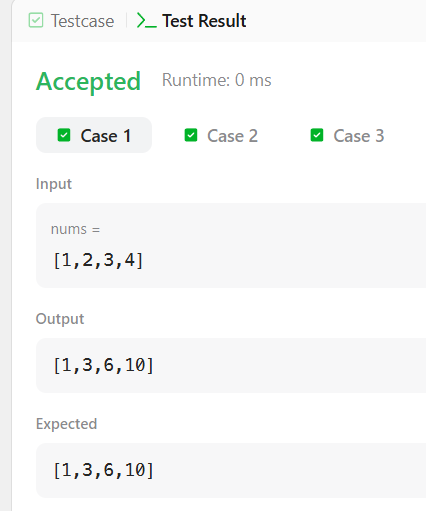 Testcase
Test Result
Accepted Runtime: 0 ms
Case 1 Case 2 Case 3
Input
nums =
[1,2,3,4]
Output
[1,3,6,10]
Expected
[1,3,6,10]